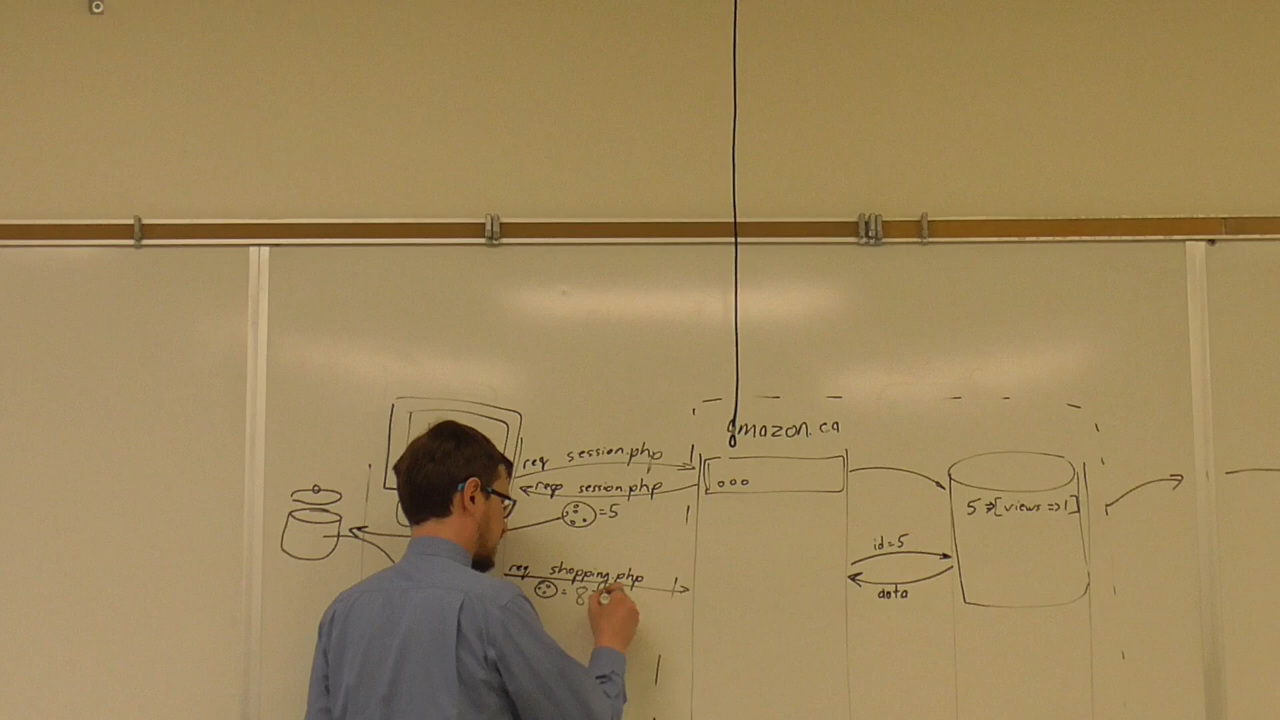 amazon.ca
req session.php
resp session.php
=5
5 => [views => 1]
id=5
data
req shopping.php
= 8